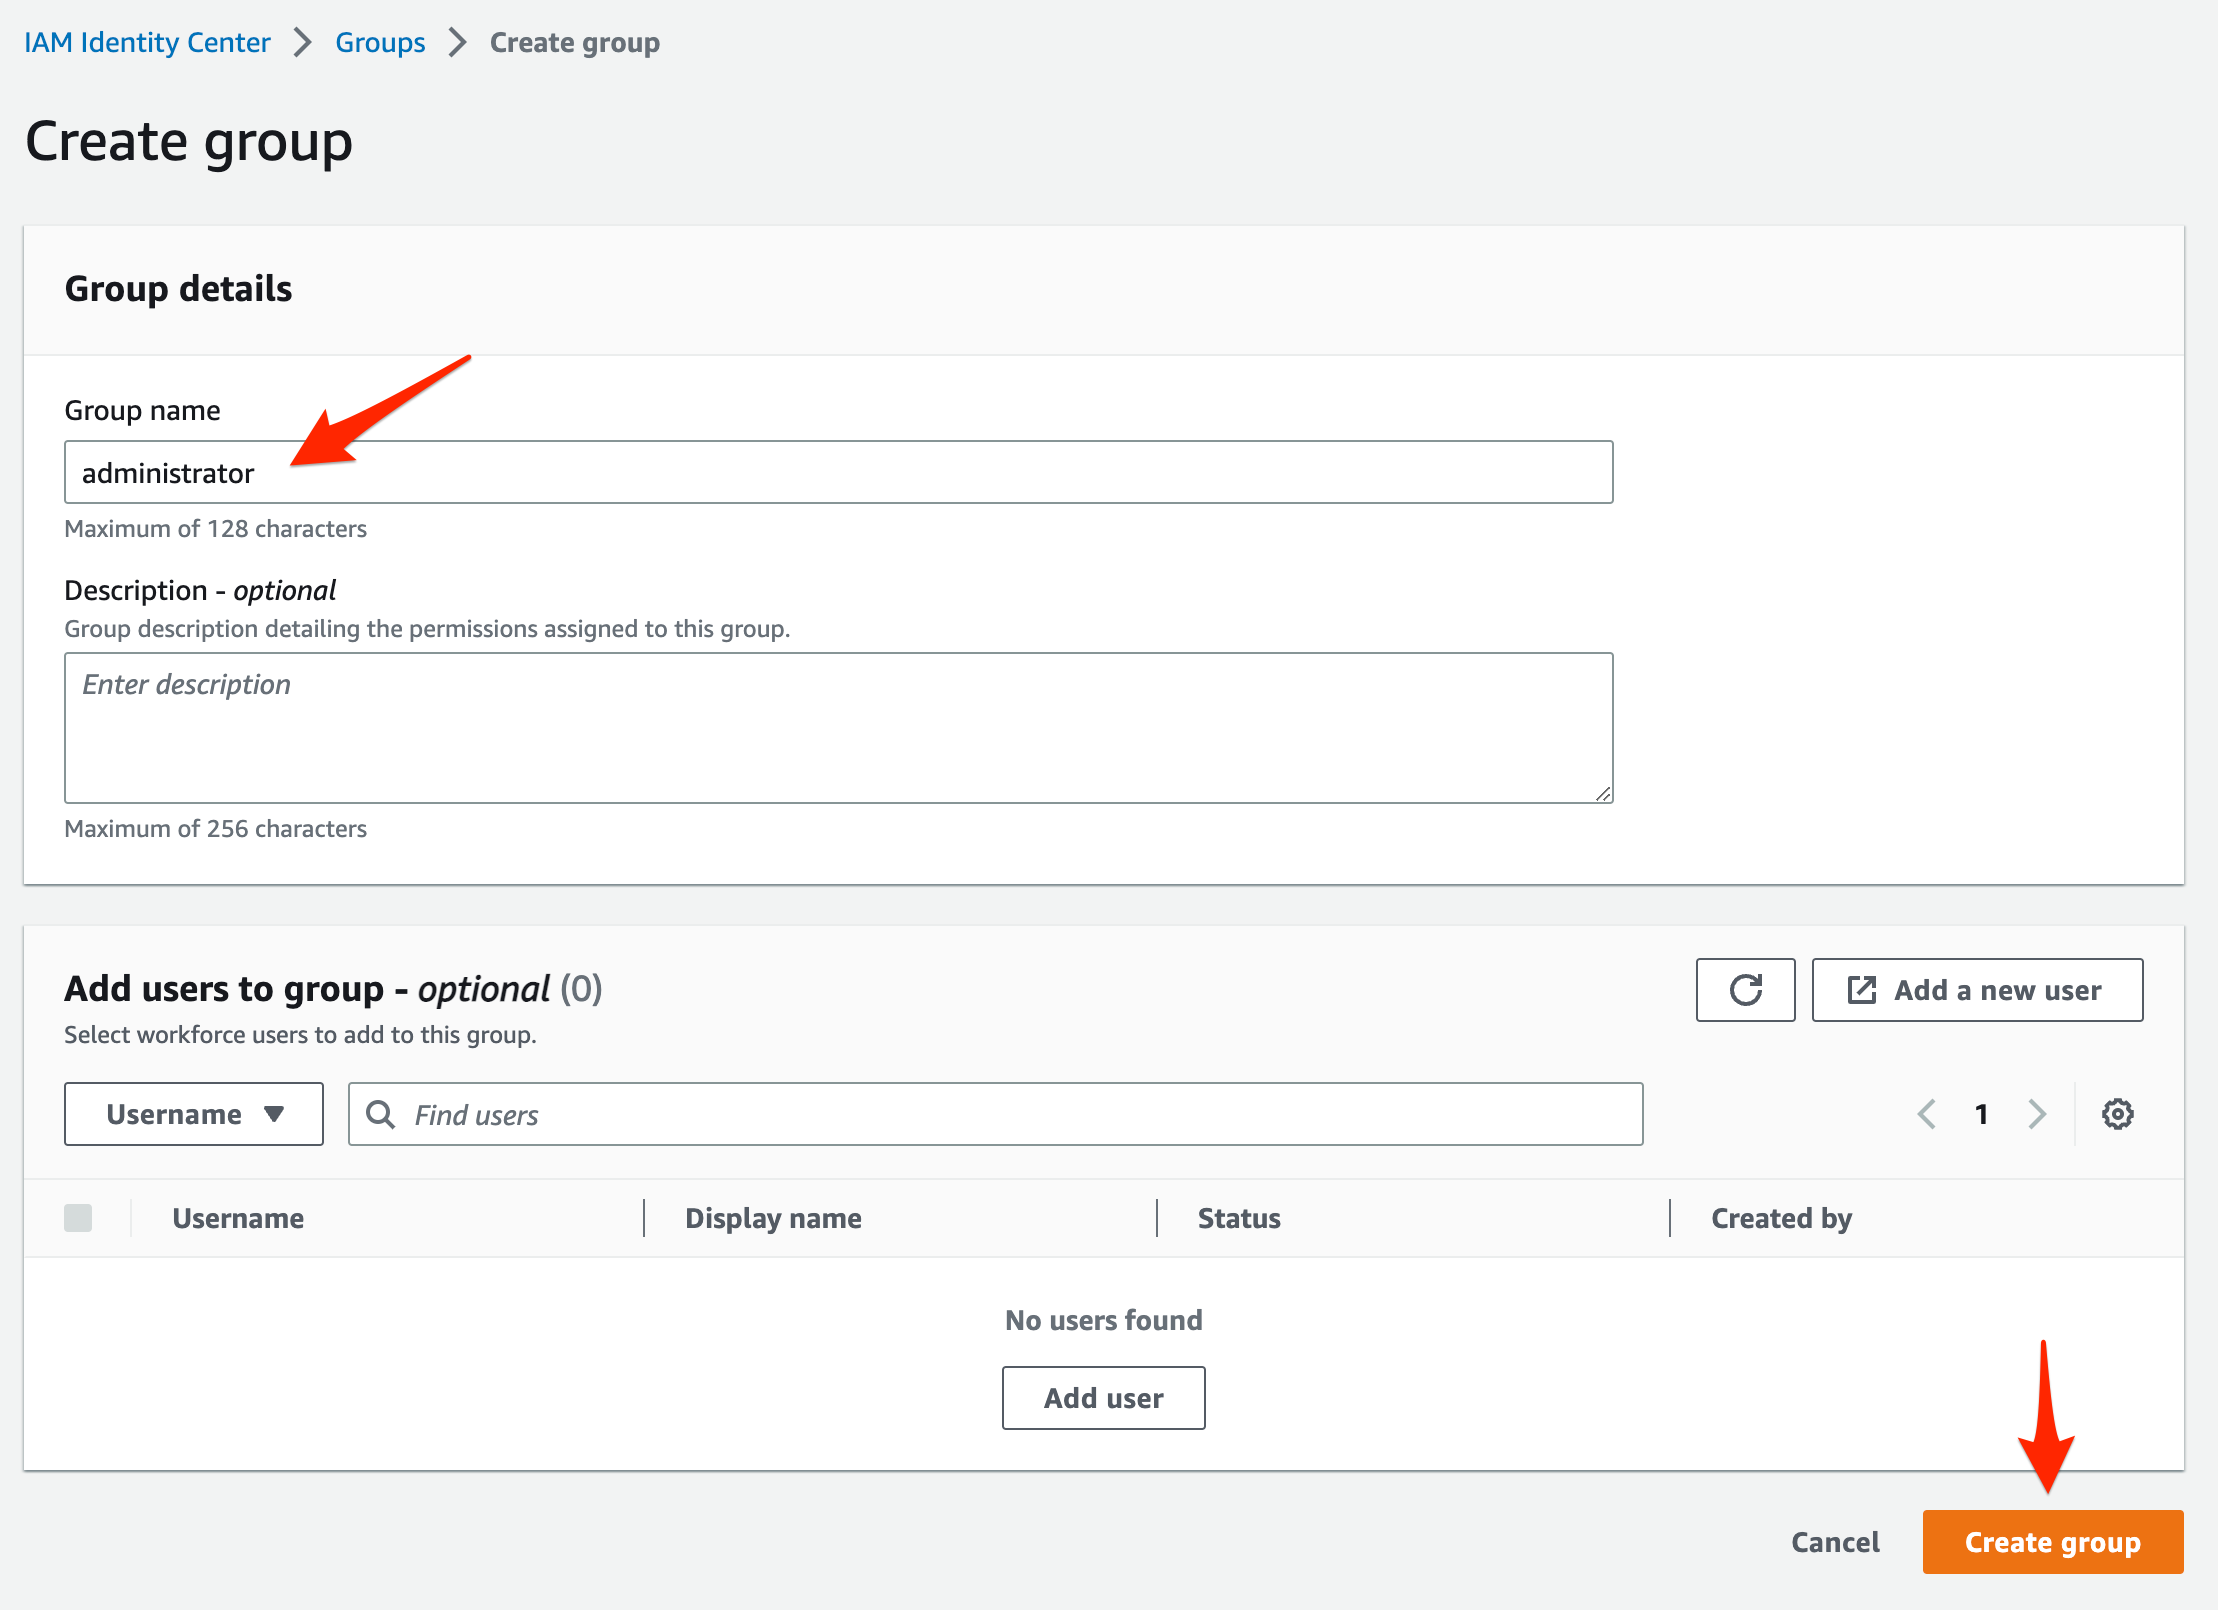 IAM Identity Center > Groups > Create group
Create group
Group details
Group name
administrator
Maximum of 128 characters
Description - optional
Group description detailing the permissions assigned to this group.
Enter description
Maximum of 256 characters
Add users to group - optional (0)
Add a new user
Select workforce users to add to this group.
Username
Find users
1
Username Display name Status Created by
No users found
Add user
Cancel
Create group